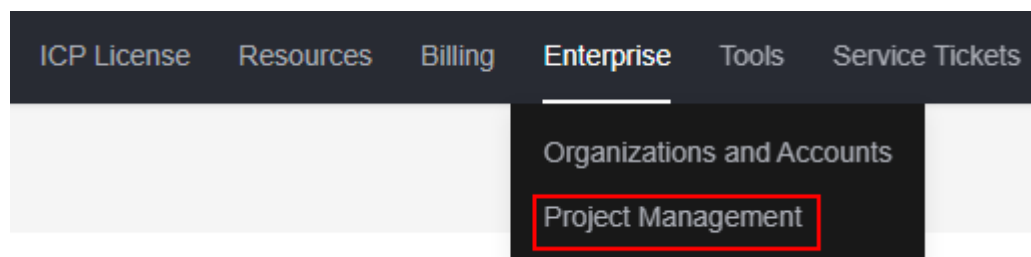 ICP License Resources Billing Enterprise Tools Service Tickets
Organizations and Accounts
Project Management